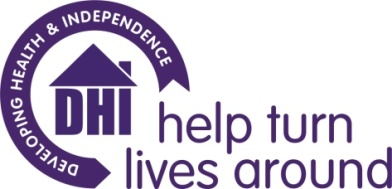 DEVELOPING HEALTH & INDEPENDENCE
DHI
help turn
lives around